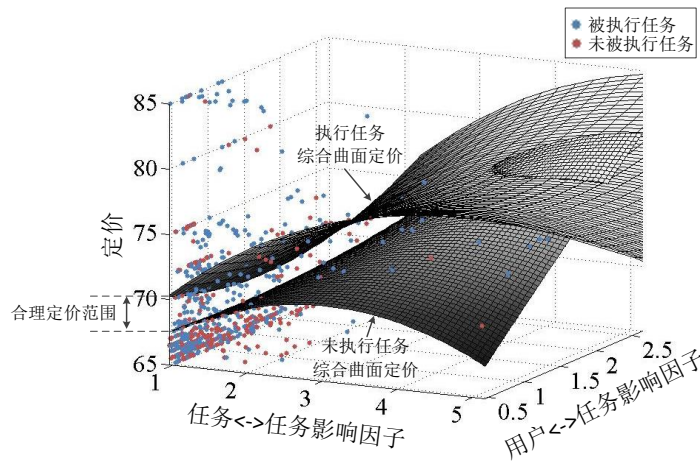 被执行任务
未被执行任务
85
80
75
70
65
定价
执行任务
综合曲面定价
合理定价范围
未执行任务
综合曲面定价
1
2
3
4
5
任务<->任务影响因子
0.5
1
1.5
2
2.5
用户<->任务影响因子